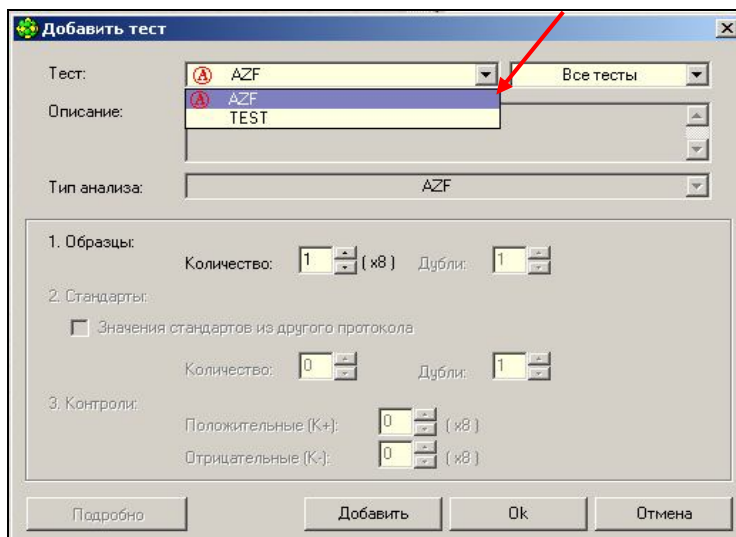 Добавить тест
Тест: A AZF Все тесты
A AZF
TEST
Описание:
Тип анализа: AZF
1. Образцы:
Количество: 1 (x8) Дубли: 1
2. Стандарты:
Значения стандартов из другого протокола
Количество: 0 Дубли: 1
3. Контроли:
Положительные (К+): 0 (x8)
Отрицательные (К-): 0 (x8)
Подробно Добавить Ok Отмена